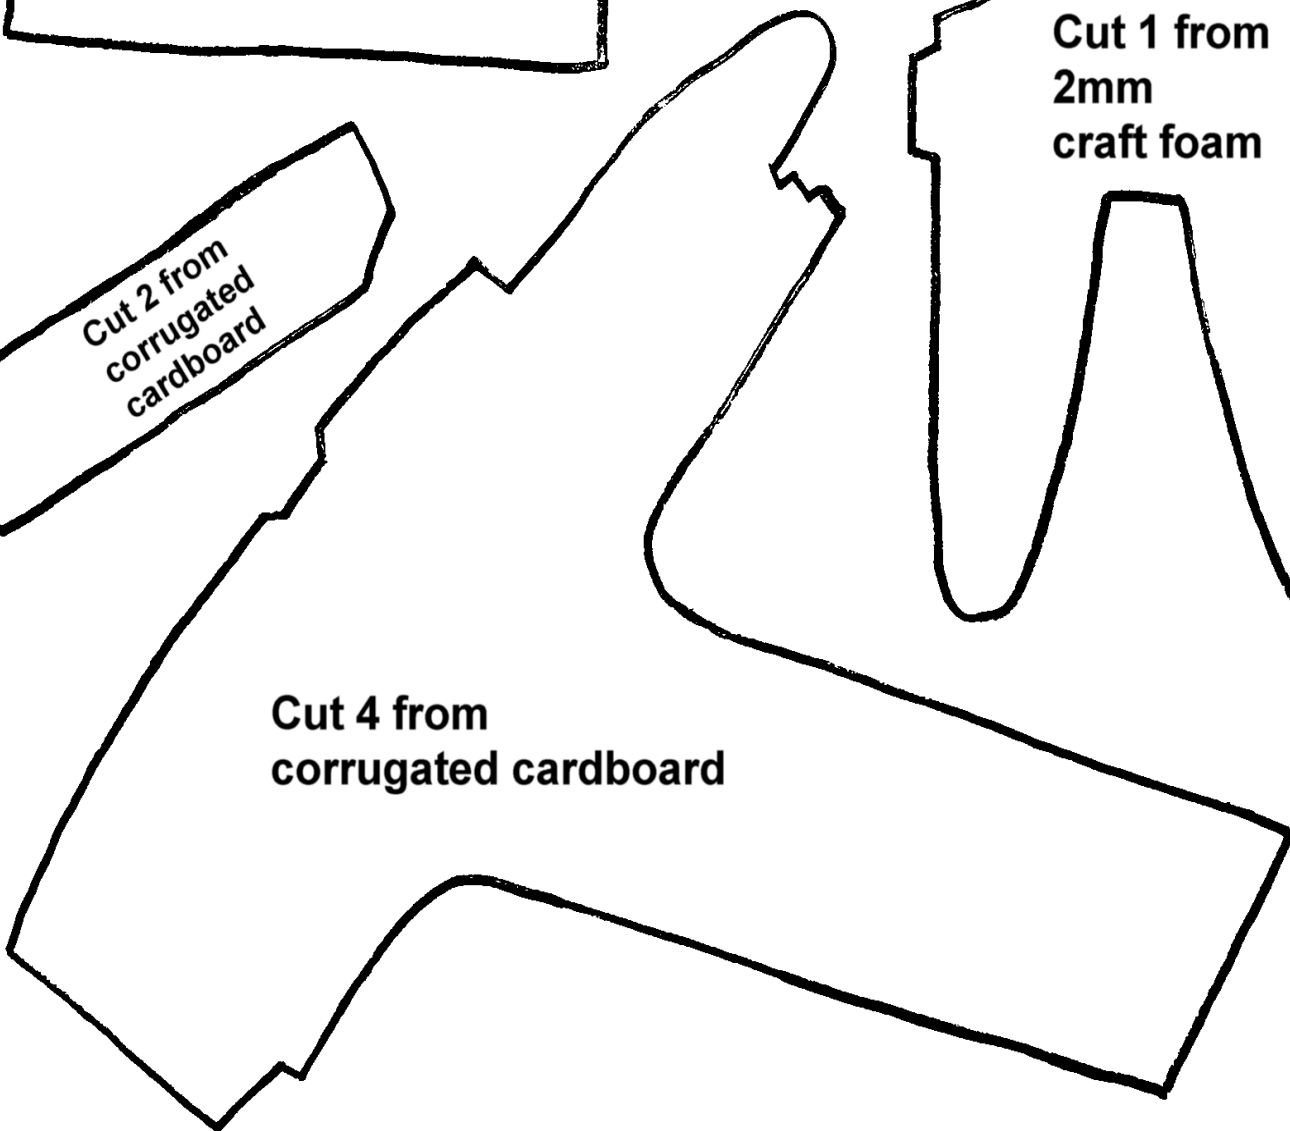 Cut 1 from
2mm
craft foam
Cut 2 from
corrugated
cardboard
Cut 4 from
corrugated cardboard